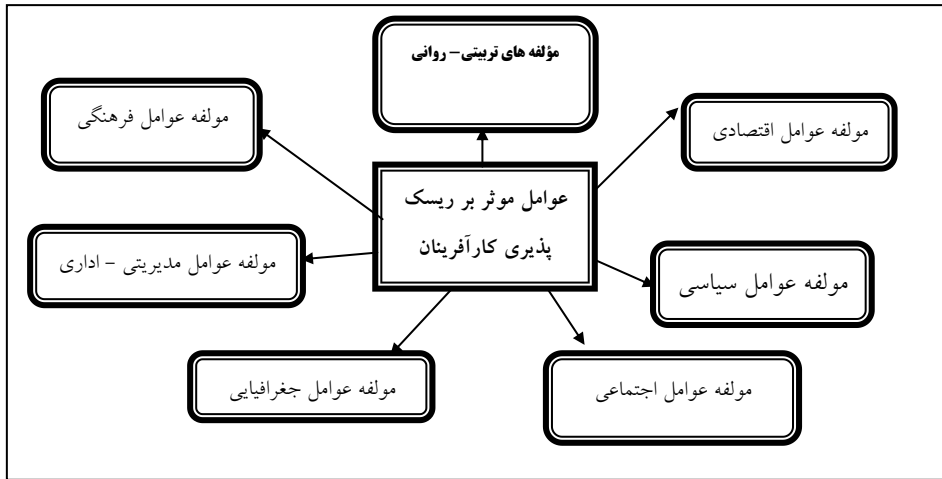 مؤلفه های تربیتی– روانی
مولفه عوامل فرهنگی
مولفه عوامل اقتصادی
عوامل موثر بر ریسک
پذیری کارآفرینان
مولفه عوامل مدیریتی - اداری
مولفه عوامل سیاسی
مولفه عوامل جغرافیایی
مولفه عوامل اجتماعی